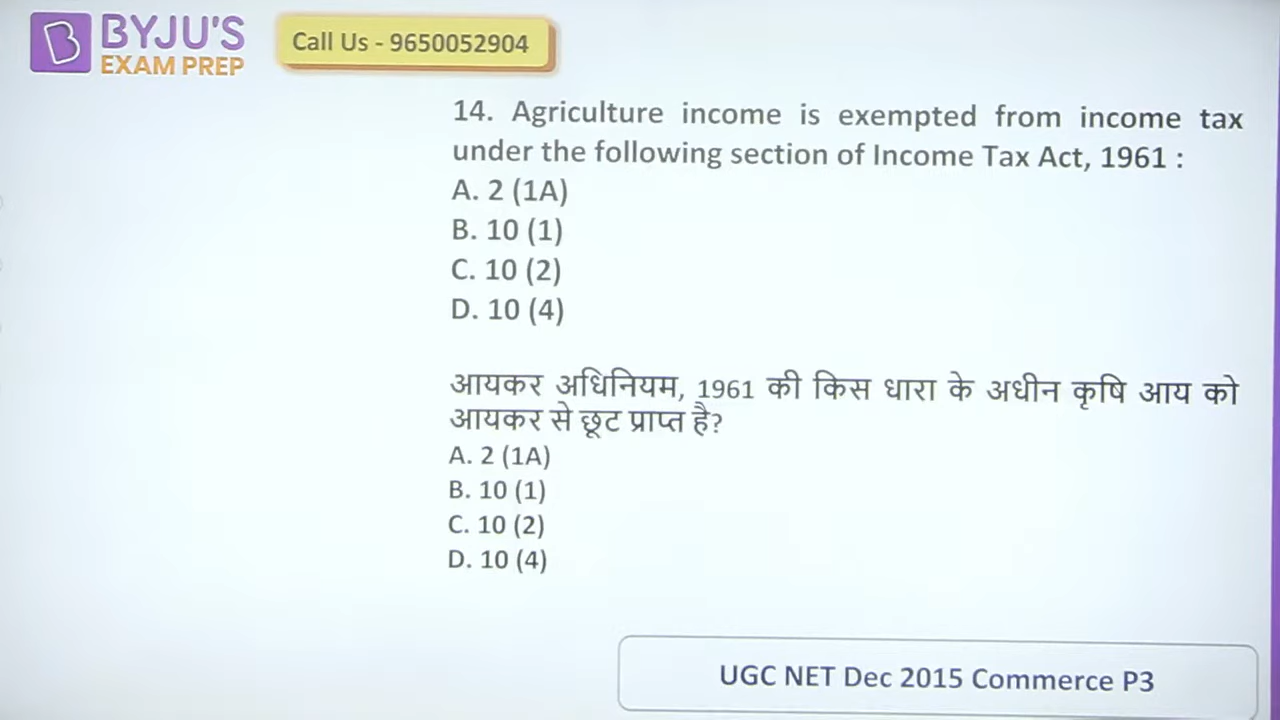 BYJU'S
EXAM PREP
Call Us - 9650052904
14. Agriculture income is exempted from income tax
under the following section of Income Tax Act, 1961 :
A. 2 (1A)
B. 10 (1)
C. 10 (2)
D. 10 (4)
आयकर अधिनियम, 1961 की किस धारा के अधीन कृषि आय को
आयकर से छूट प्राप्त है?
A. 2 (1A)
B. 10 (1)
C. 10 (2)
D. 10 (4)
UGC NET Dec 2015 Commerce P3